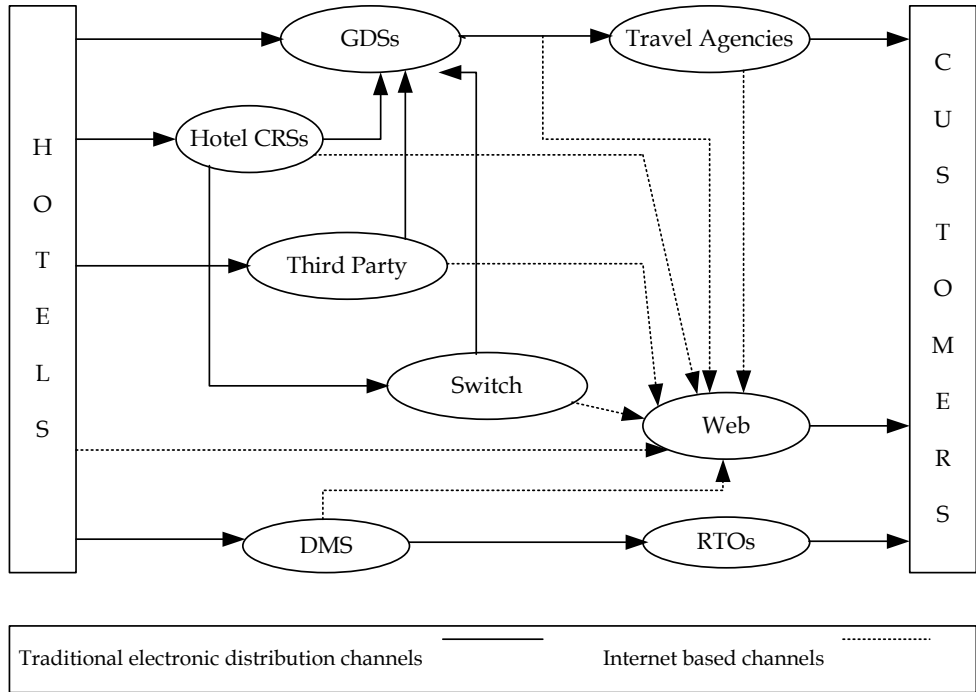 GDSs
Travel Agencies
Hotel CRSs
Third Party
Switch
Web
DMS
RTOs
H
O
T
E
L
S
C
U
S
T
O
M
E
R
S
Traditional electronic distribution channels
Internet based channels